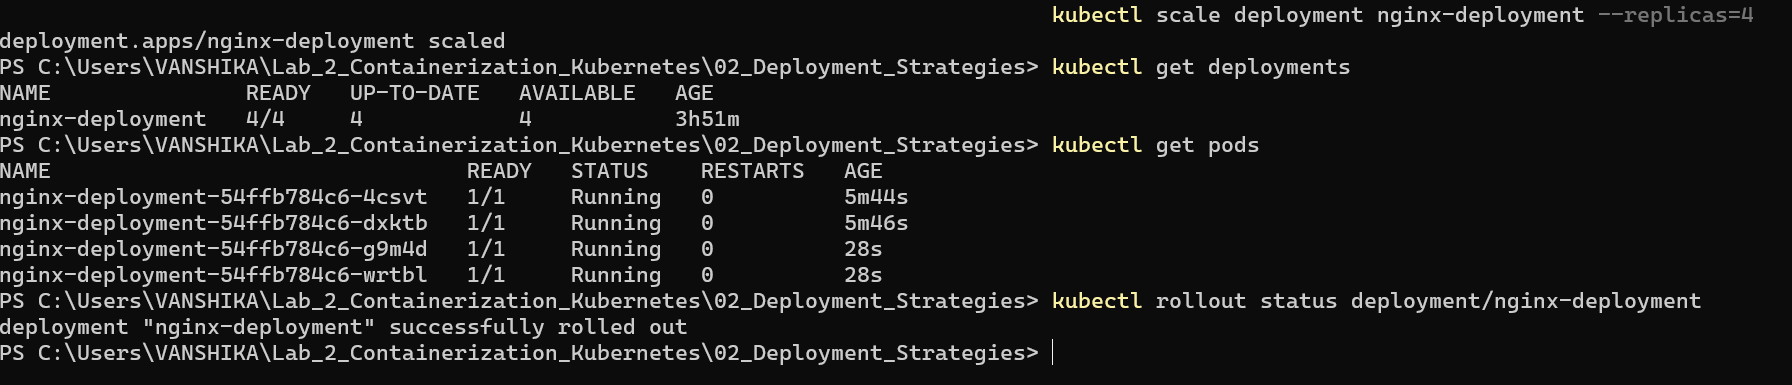 kubectl scale deployment nginx-deployment --replicas=4
deployment.apps/nginx-deployment scaled
PS C:\Users\VANSHIKA\Lab_2_Containerization_Kubernetes\02_Deployment_Strategies> kubectl get deployments
NAME               READY   UP-TO-DATE   AVAILABLE   AGE
nginx-deployment   4/4     4            4           3h51m
PS C:\Users\VANSHIKA\Lab_2_Containerization_Kubernetes\02_Deployment_Strategies> kubectl get pods
NAME                                READY   STATUS    RESTARTS   AGE
nginx-deployment-54ffb784c6-4csvt   1/1     Running   0          5m44s
nginx-deployment-54ffb784c6-dxktb   1/1     Running   0          5m46s
nginx-deployment-54ffb784c6-g9m4d   1/1     Running   0          28s
nginx-deployment-54ffb784c6-wrtbl   1/1     Running   0          28s
PS C:\Users\VANSHIKA\Lab_2_Containerization_Kubernetes\02_Deployment_Strategies> kubectl rollout status deployment/nginx-deployment
deployment "nginx-deployment" successfully rolled out
PS C:\Users\VANSHIKA\Lab_2_Containerization_Kubernetes\02_Deployment_Strategies>